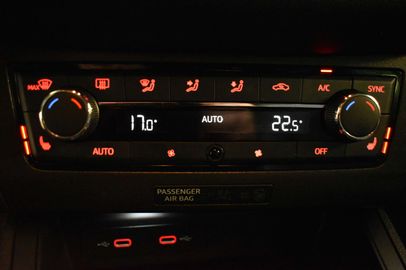 MAX
A/C
SYNC
17.0°
AUTO
22.5°
AUTO
OFF
PASSENGER
AIR BAG